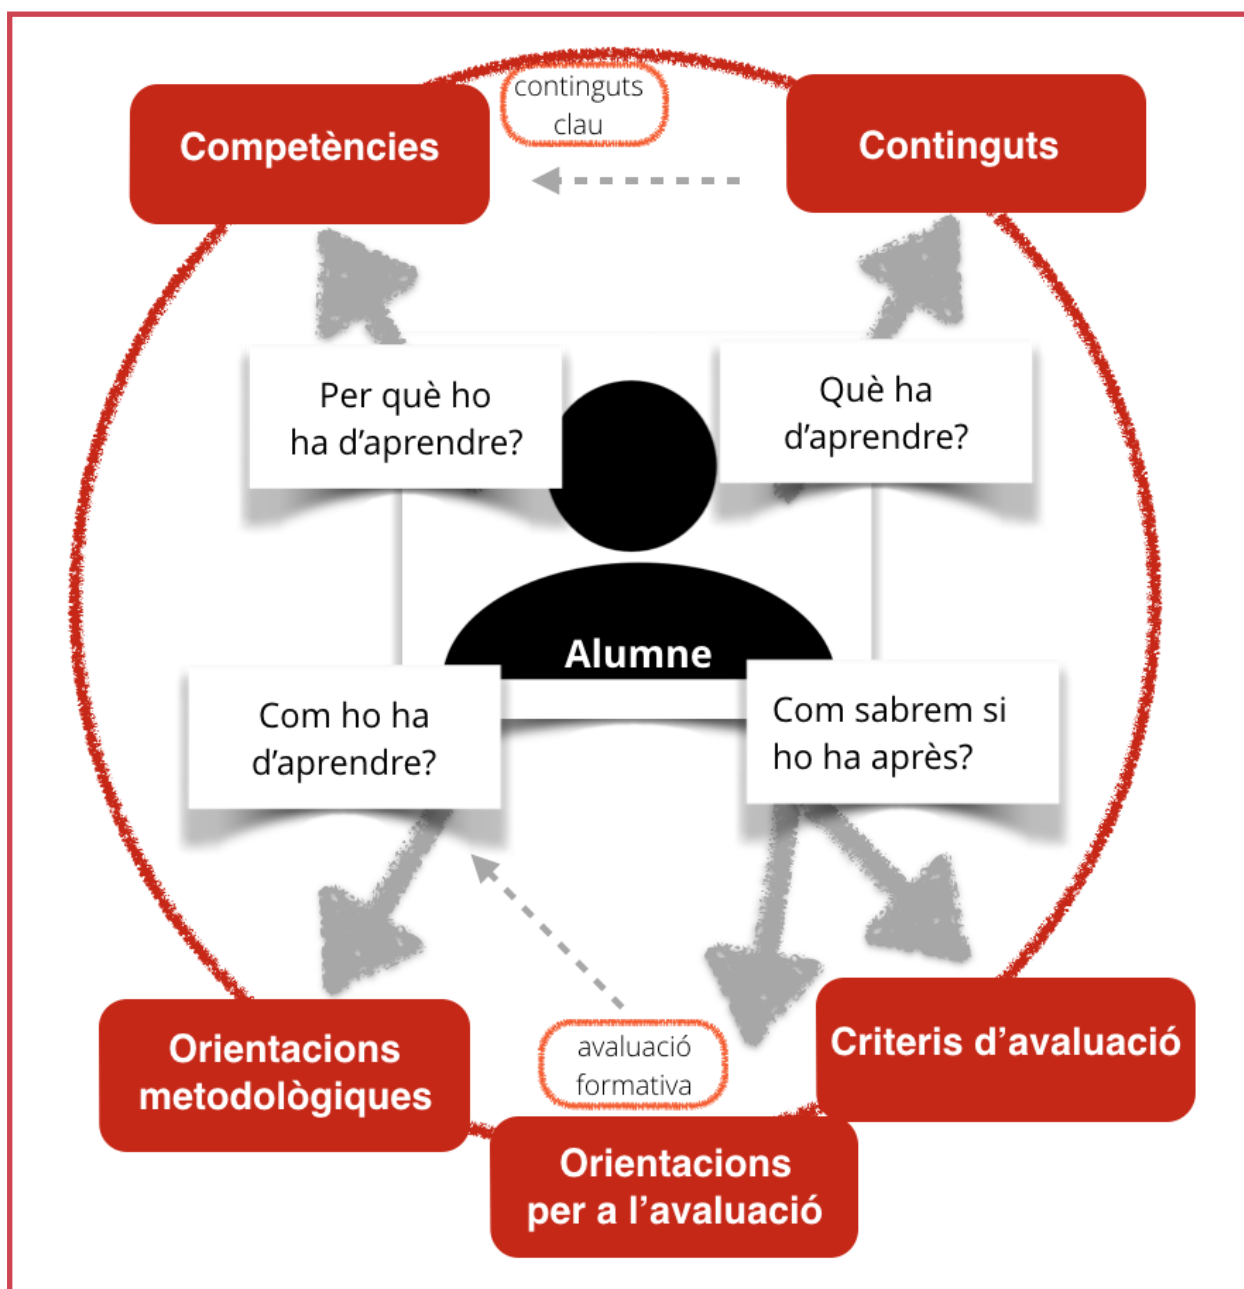 continguts
clau
Competències
Continguts
Per què ho
ha d'aprendre?
Què ha
d'aprendre?
Alumne
Com ho ha
d'aprendre?
Com sabrem si
ho ha après?
Orientacions
metodològiques
avaluació
formativa
Criteris d'avaluació
Orientacions
per a l'avaluació